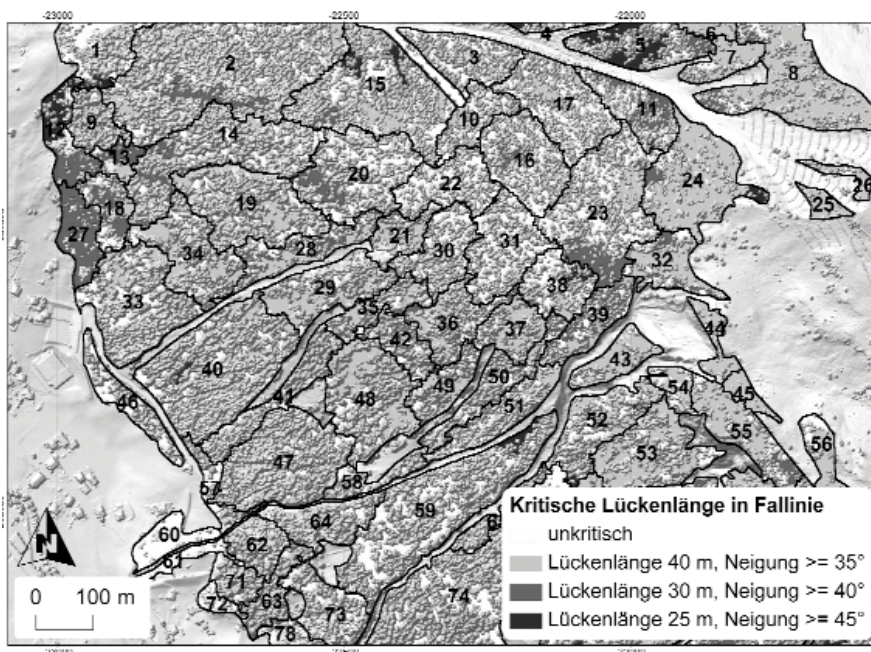 -23000 -22500 -22000
1 2 3 4 5 6 7 8
15
9 10 17 11
12
14 16
13
20 22 24
18 19 23 25 26
27
34 28 21 30 31 32
33 29 38
35 36 37 39 44
40 42 43
46 41 48 49 50 54 45
51
52 55 56
47 53
57 58
59
60 64
61 62
71
72 63 73 74
78
N
0 100 m
Kritische Lückenlänge in Fallinie
unkritisch
Lückenlänge 40 m, Neigung >= 35°
Lückenlänge 30 m, Neigung >= 40°
Lückenlänge 25 m, Neigung >= 45°